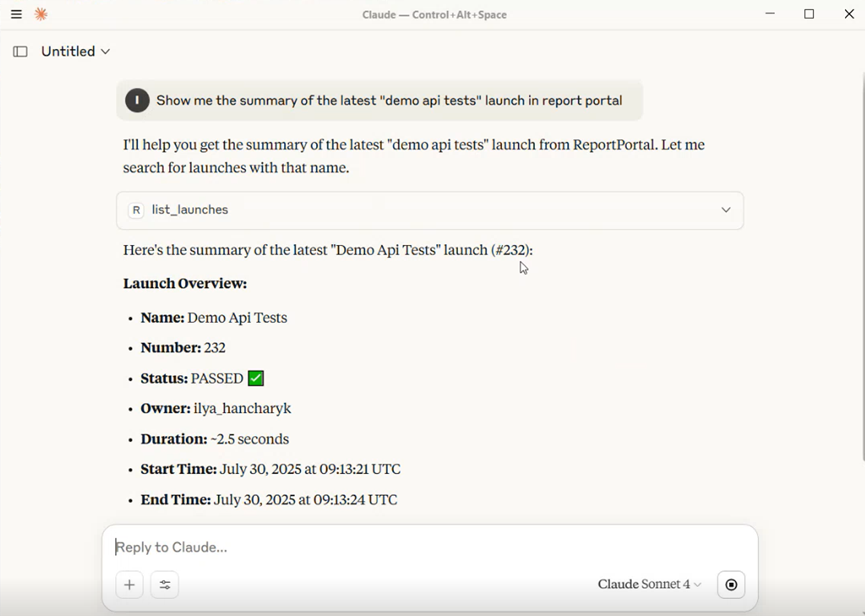 Claude — Control+Alt+Space
Untitled
I Show me the summary of the latest "demo api tests" launch in report portal
I'll help you get the summary of the latest "demo api tests" launch from ReportPortal. Let me
search for launches with that name.
R list_launches
Here's the summary of the latest "Demo Api Tests" launch (#232):
Launch Overview:
• Name: Demo Api Tests
• Number: 232
• Status: PASSED ✅
• Owner: ilya_hancharyk
• Duration: ~2.5 seconds
• Start Time: July 30, 2025 at 09:13:21 UTC
• End Time: July 30, 2025 at 09:13:24 UTC
Reply to Claude...
Claude Sonnet 4